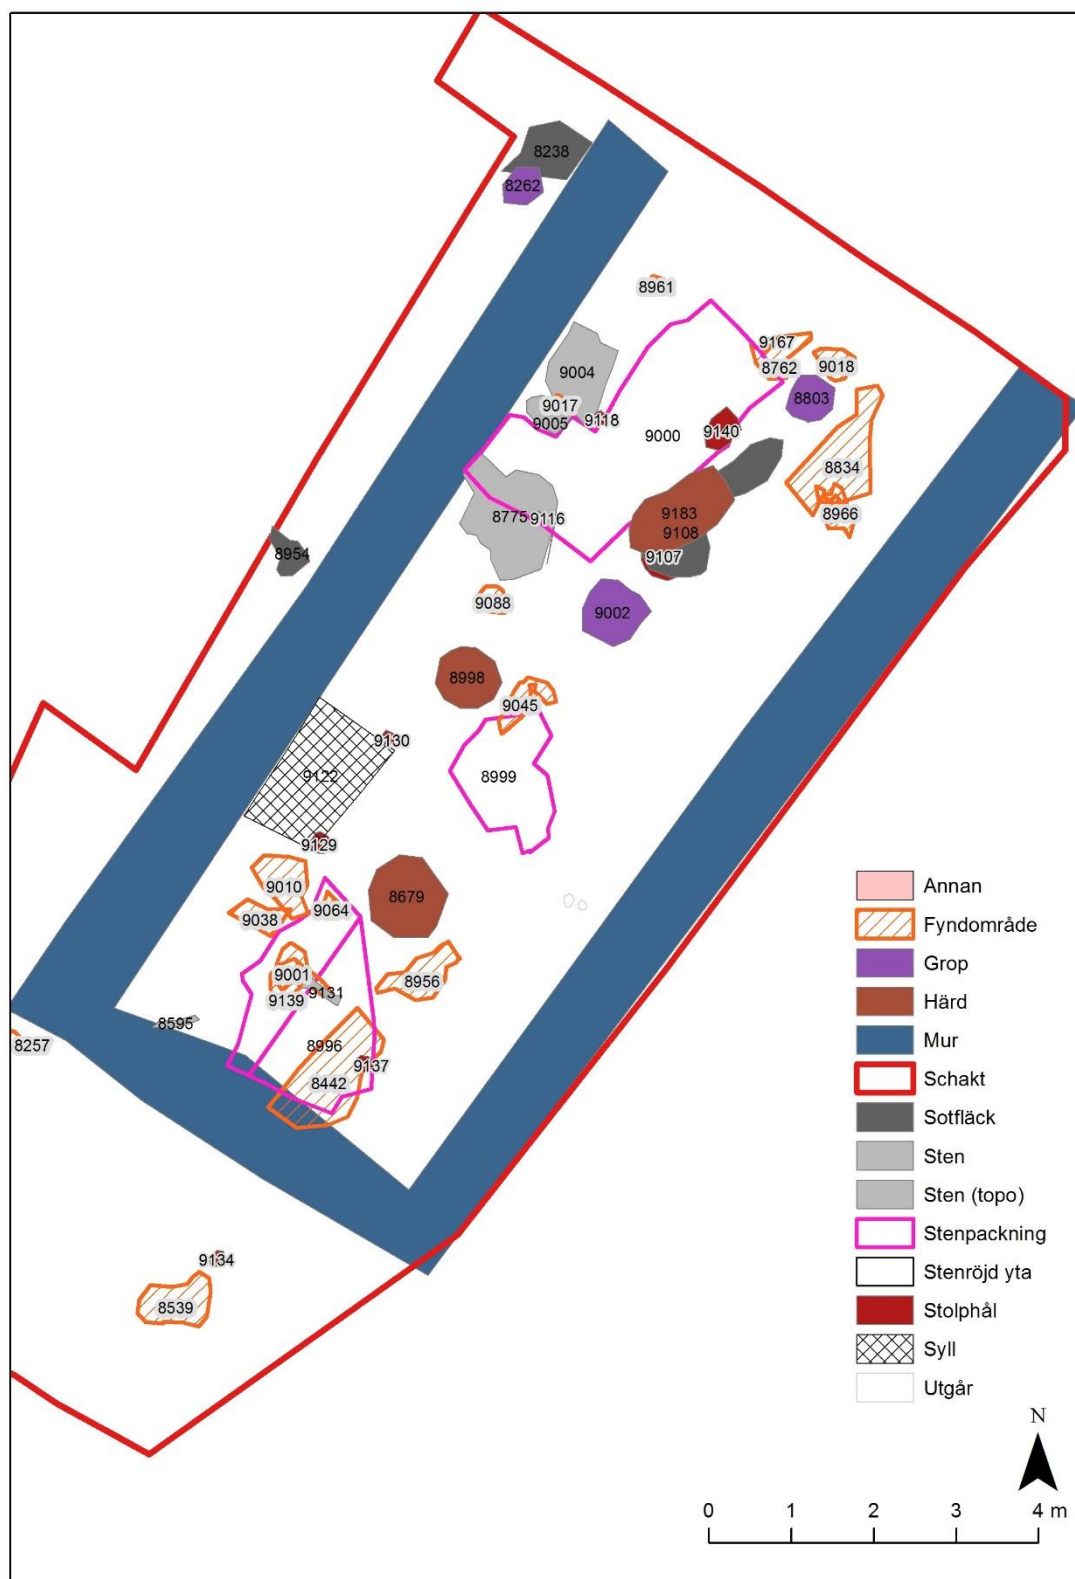 8238
8262
8961
9167
8762
9018
9004
8803
9017
9005
9118
9140
9000
8834
8775
9116
9183
8966
9108
8954
9107
9088
9002
8998
9045
9130
9122
8999
9129
9010
8679
9064
9038
9001
8956
9131
9139
8595
8257
8996
9137
8442
9134
8539
Annan
Fyndområde
Grop
Härd
Mur
Schakt
Sotfläck
Sten
Sten (topo)
Stenpackning
Stenröjd yta
Stolphål
Syll
Utgår
N
0 1 2 3 4 m